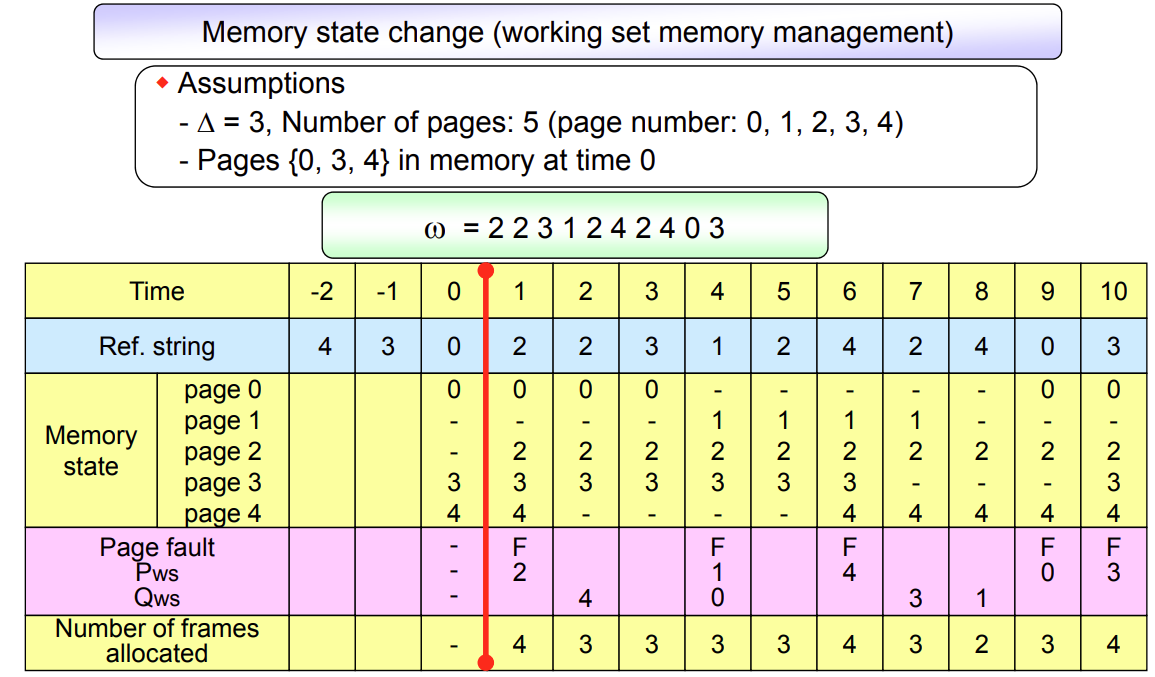 Memory state change (working set memory management)
Assumptions
- Δ = 3, Number of pages: 5 (page number: 0, 1, 2, 3, 4)
- Pages {0, 3, 4} in memory at time 0
ω = 2 2 3 1 2 4 2 4 0 3
Time -2 -1 0 1 2 3 4 5 6 7 8 9 10
Ref. string 4 3 0 2 2 3 1 2 4 2 4 0 3
Memory state
page 0 0 0 0 0 - - - - - 0 0
page 1 - - - - 1 1 1 1 - - -
page 2 - 2 2 2 2 2 2 2 2 2 2
page 3 3 3 3 3 3 3 3 - - - 3
page 4 4 4 - - - - 4 4 4 4 4
Page fault - F F F F F
Pws - 2 1 4 0 3
Qws - 4 0 3 1
Number of frames allocated - 4 3 3 3 3 4 3 2 3 4